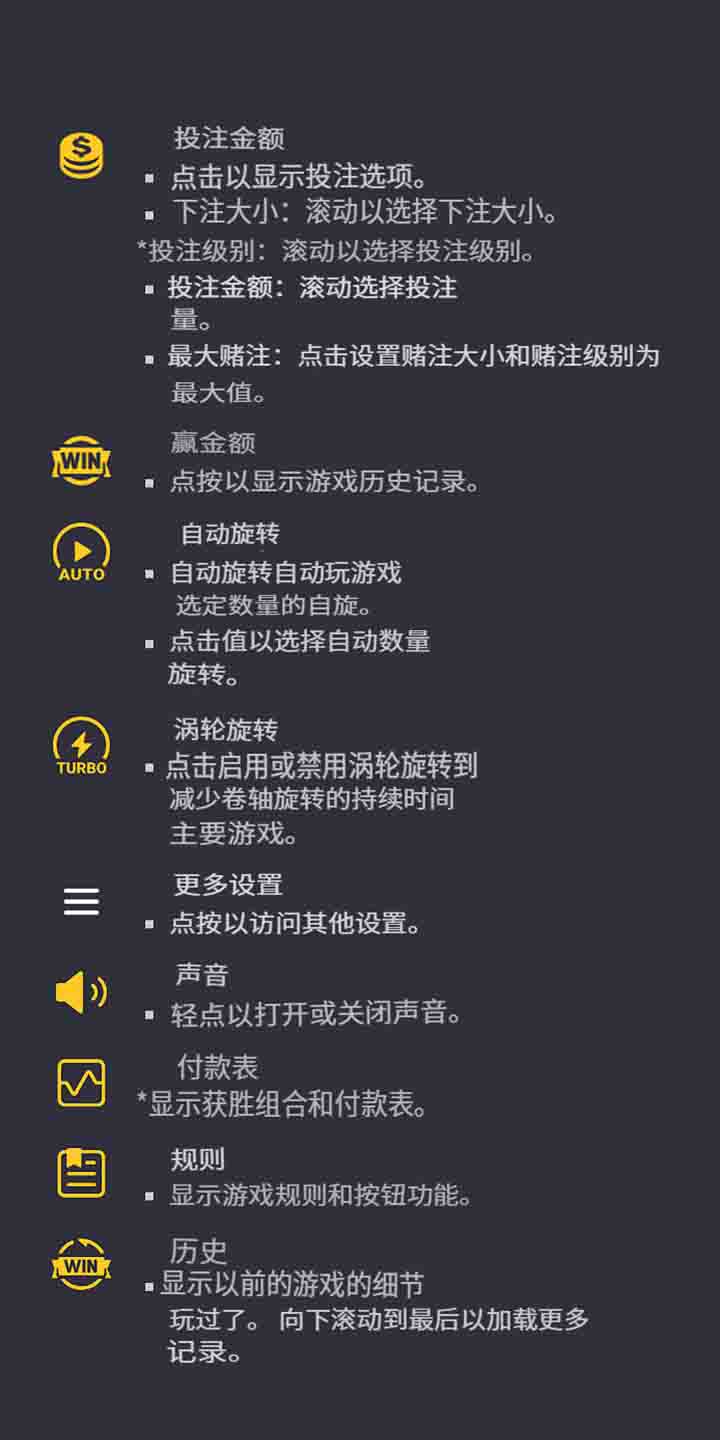 投注金额
▪ 点击以显示投注选项。
▪ 下注大小：滚动以选择下注大小。
*投注级别：滚动以选择投注级别。
▪ 投注金额：滚动选择投注
量。
▪ 最大赌注：点击设置赌注大小和赌注级别为
最大值。
WIN 赢金额
▪ 点按以显示游戏历史记录。
自动旋转
AUTO
▪ 自动旋转自动玩游戏
选定数量的自旋。
▪ 点击值以选择自动数量
旋转。
涡轮旋转
TURBO
▪ 点击启用或禁用涡轮旋转到
减少卷轴旋转的持续时间
主要游戏。
更多设置
▪ 点按以访问其他设置。
声音
▪ 轻点以打开或关闭声音。
付款表
*显示获胜组合和付款表。
规则
▪ 显示游戏规则和按钮功能。
历史
WIN
▪ 显示以前的游戏的细节
玩过了。 向下滚动到最后以加载更多
记录。